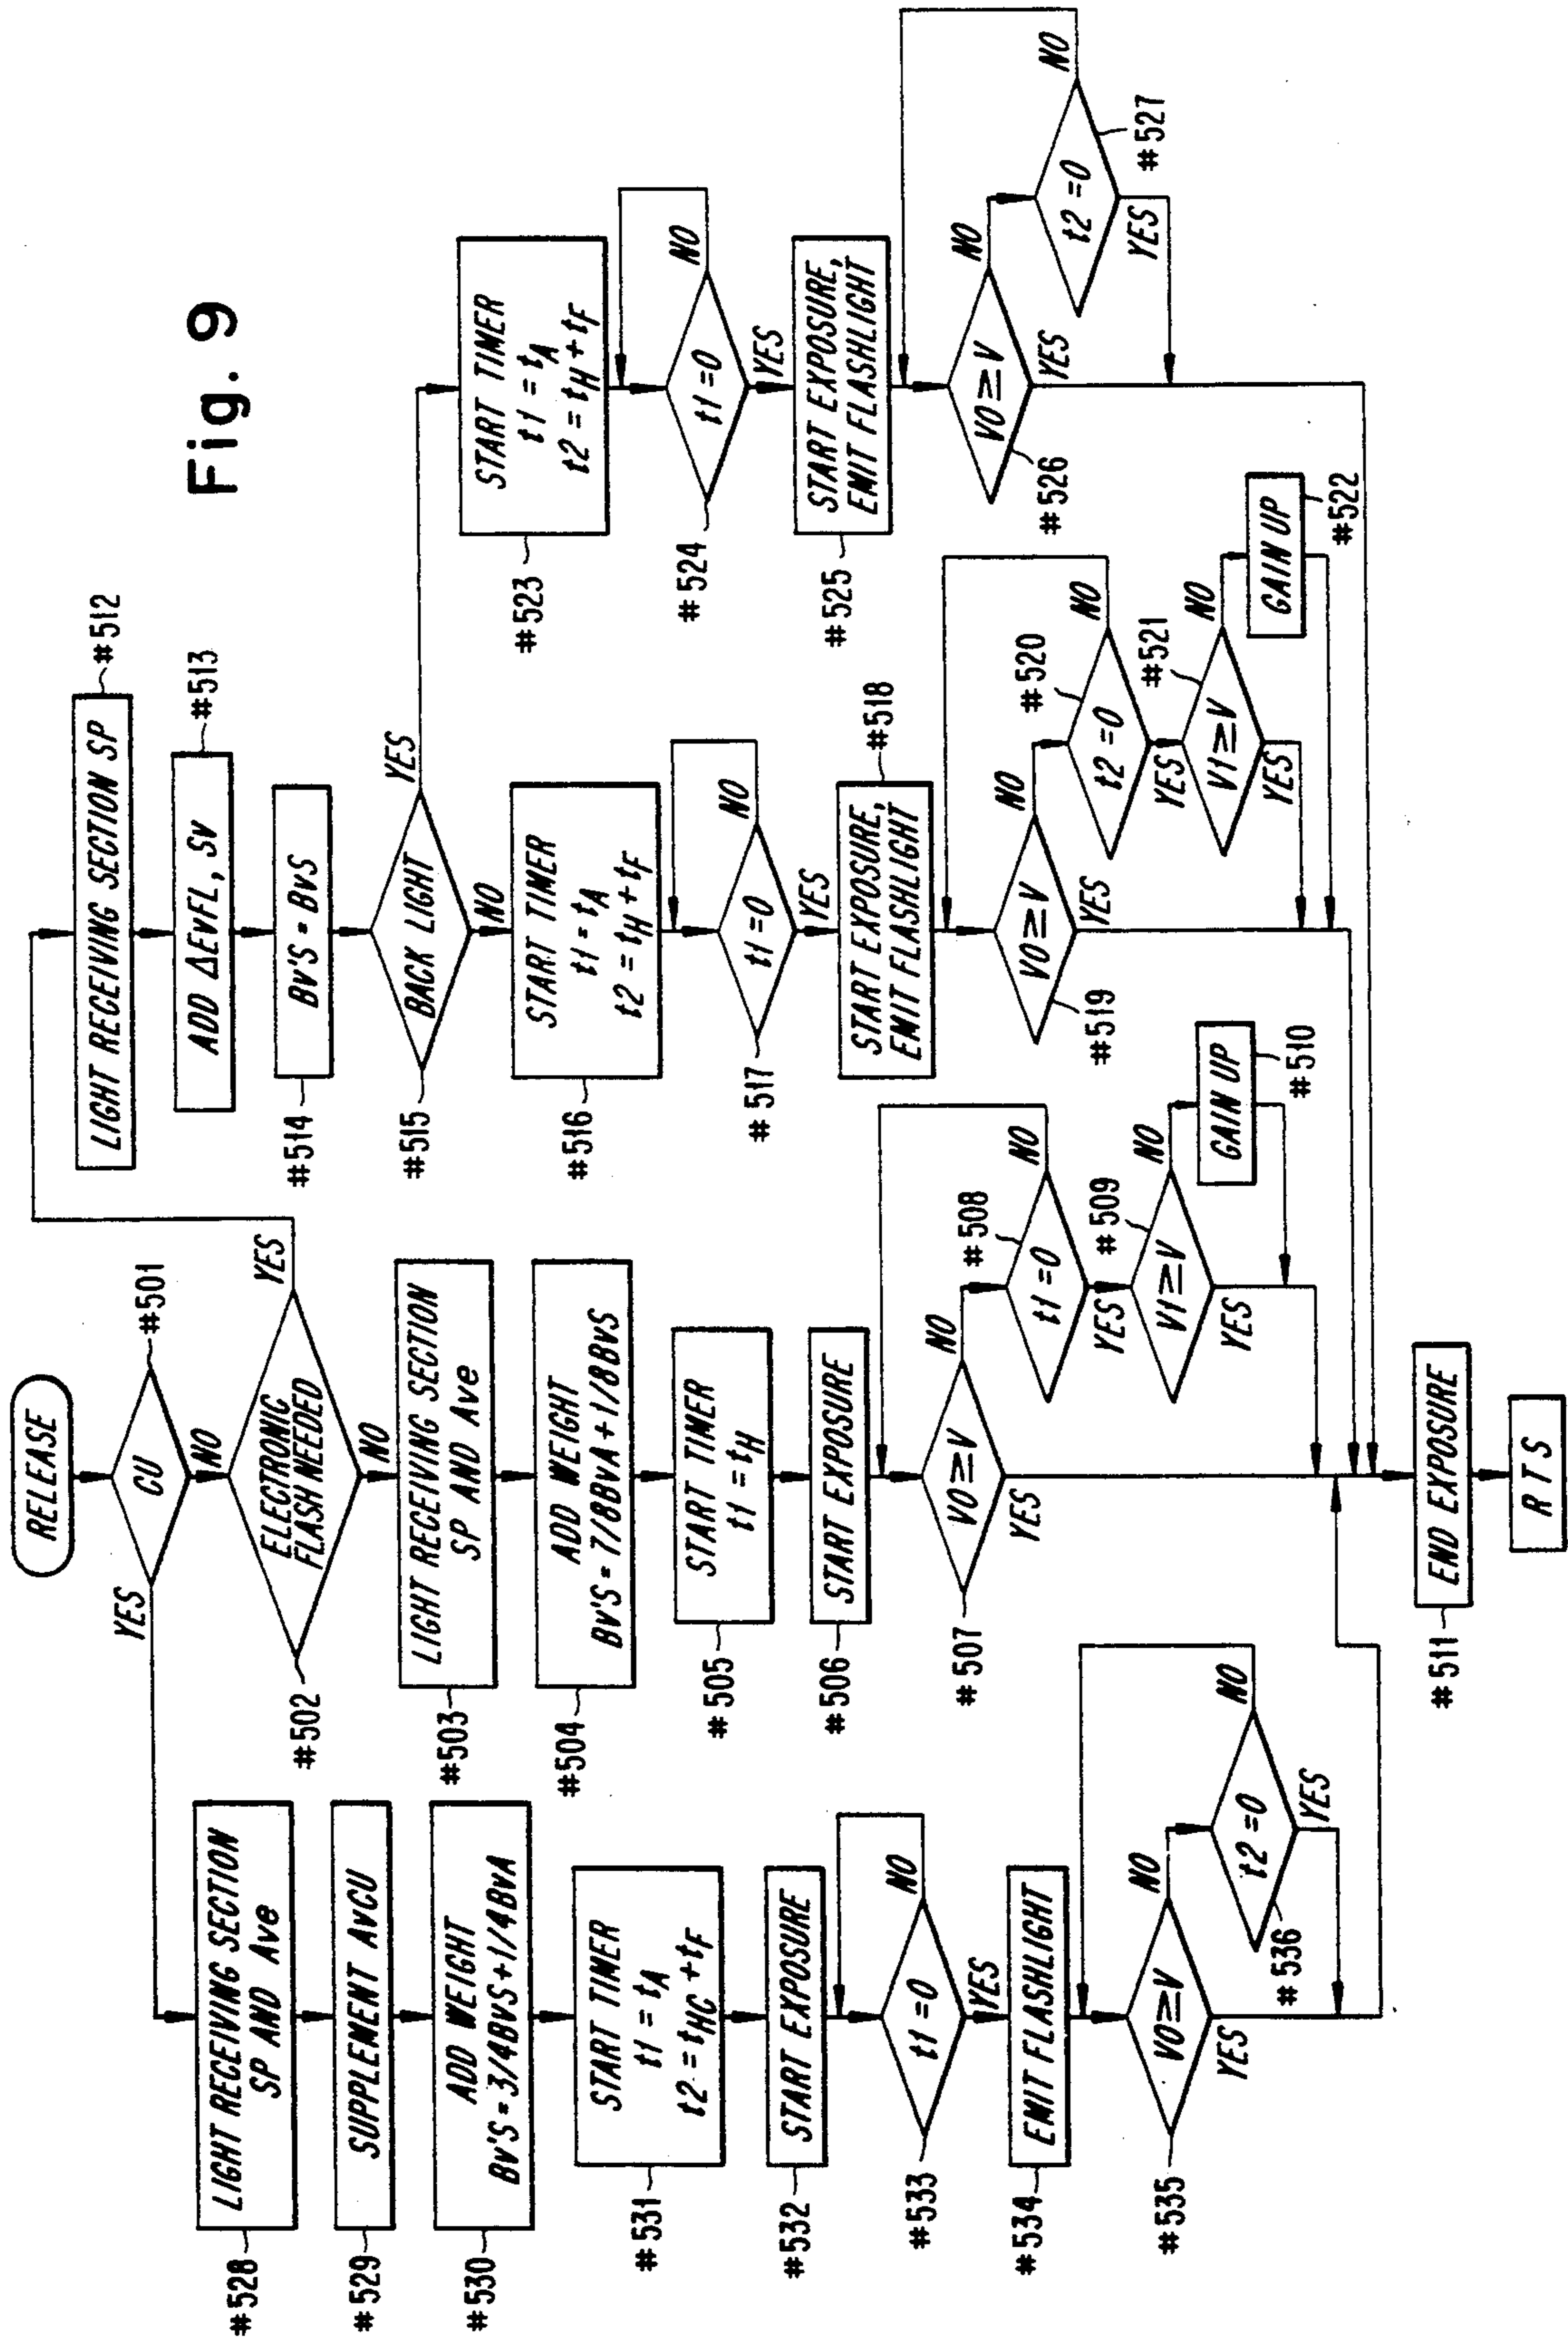 Fig. 9
RELEASE
CU
#501
YES
NO
ELECTRONIC
FLASH NEEDED
#502
YES
NO
LIGHT RECEIVING SECTION
SP AND Ave
#503
ADD WEIGHT
BV'S = 7/8BVA + 1/8BVS
#504
START TIMER
t1 = tH
#505
START EXPOSURE
#506
V0 ≥ V
#507
NO
YES
t1 = 0
#508
NO
YES
V1 ≥ V
#509
NO
YES
GAIN UP
#510
END EXPOSURE
#511
RTS
LIGHT RECEIVING SECTION SP
#512
ADD ΔEVFL, SV
#513
BV'S = BVS
#514
BACK LIGHT
#515
YES
NO
START TIMER
t1 = tA
t2 = tH + tF
#516
t1 = 0
#517
NO
YES
START EXPOSURE,
EMIT FLASHLIGHT
#518
V0 ≥ V
#519
NO
YES
t2 = 0
#520
NO
YES
V1 ≥ V
#521
NO
YES
GAIN UP
#522
START TIMER
t1 = tA
t2 = tH + tF
#523
t1 = 0
#524
NO
YES
START EXPOSURE,
EMIT FLASHLIGHT
#525
V0 ≥ V
#526
NO
YES
t2 = 0
#527
NO
YES
LIGHT RECEIVING SECTION
SP AND Ave
#528
SUPPLEMENT AVCU
#529
ADD WEIGHT
BV'S = 3/4BVS + 1/4BVA
#530
START TIMER
t1 = tA
t2 = tHC + tF
#531
START EXPOSURE
#532
t1 = 0
#533
NO
YES
EMIT FLASHLIGHT
#534
V0 ≥ V
#535
NO
YES
t2 = 0
#536
NO
YES